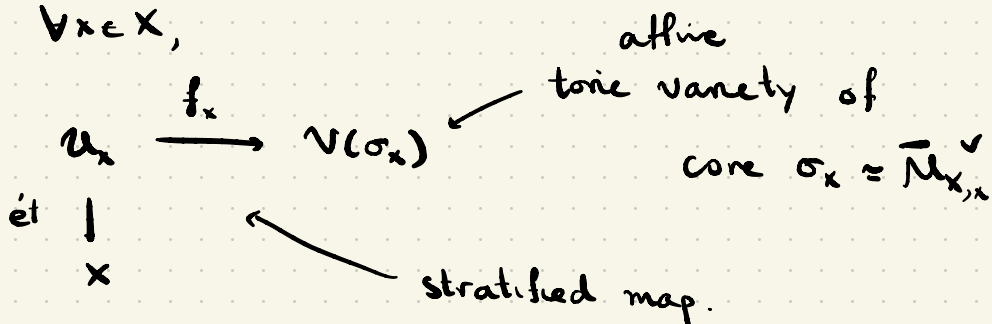 ∀x∈X,
affine
toric variety of
f_x
U_x ⟶ V(σ_x)
cone σ_x ≃ M̄^∨_{X,x}
ét ↓
X
stratified map.